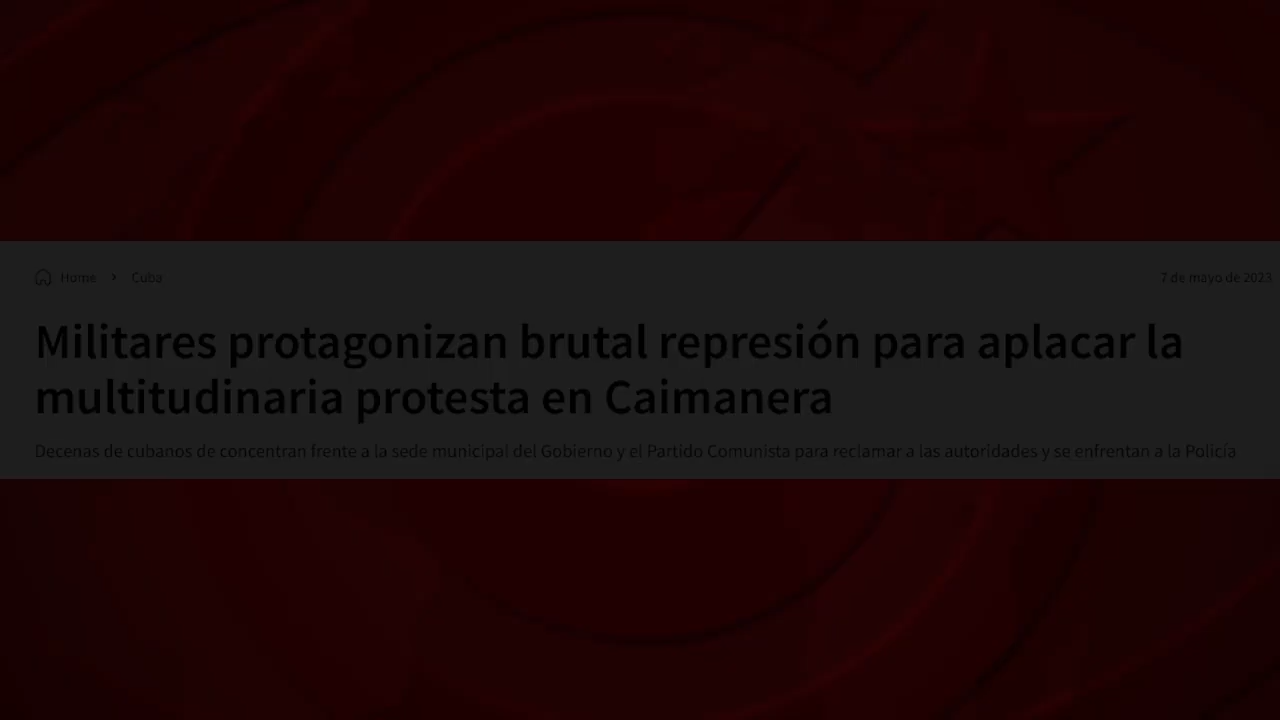 Home > Cuba 7 de mayo de 2023
Militares protagonizan brutal represión para aplacar la
multitudinaria protesta en Caimanera
Decenas de cubanos de concentran frente a la sede municipal del Gobierno y el Partido Comunista para reclamar a las autoridades y se enfrentan a la Policía